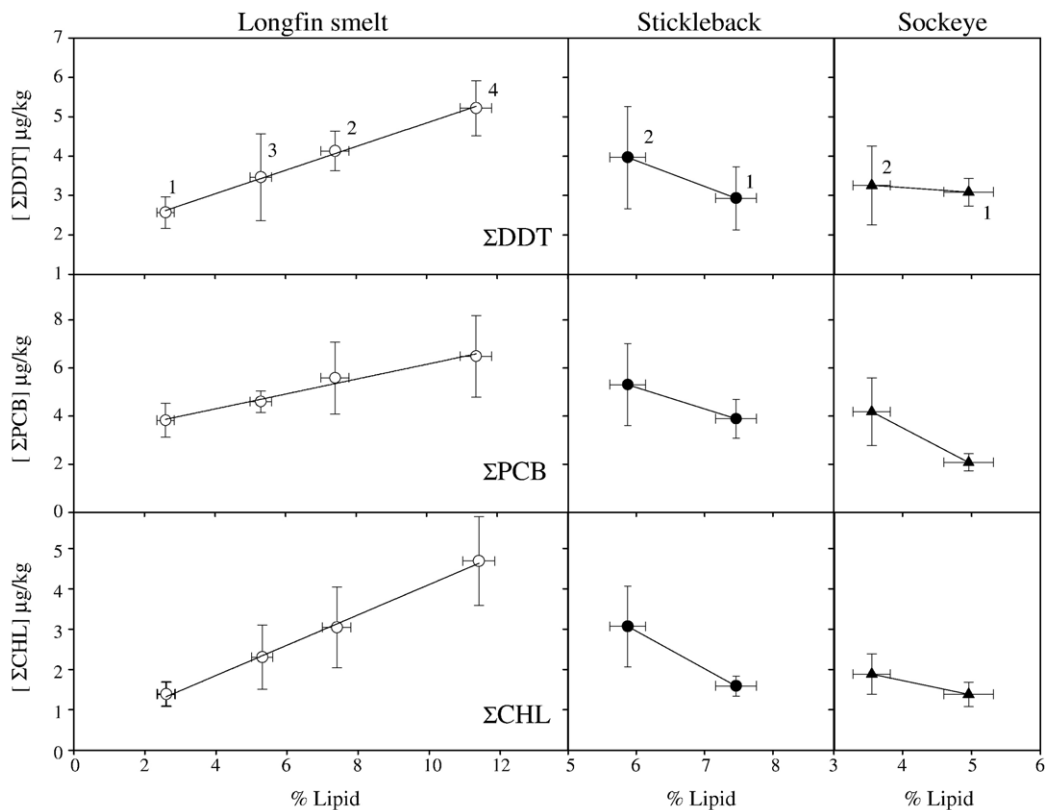 Longfin smelt Stickleback Sockeye
7
6
5
4
3
2
1
[ ΣDDT] µg/kg
1
3
2
4
ΣDDT
2
1
2
1
8
6
4
2
0
[ ΣPCB] µg/kg
ΣPCB
5
4
3
2
1
0
[ ΣCHL] µg/kg
ΣCHL
0 2 4 6 8 10 12 5 6 7 8 3 4 5 6
% Lipid % Lipid % Lipid